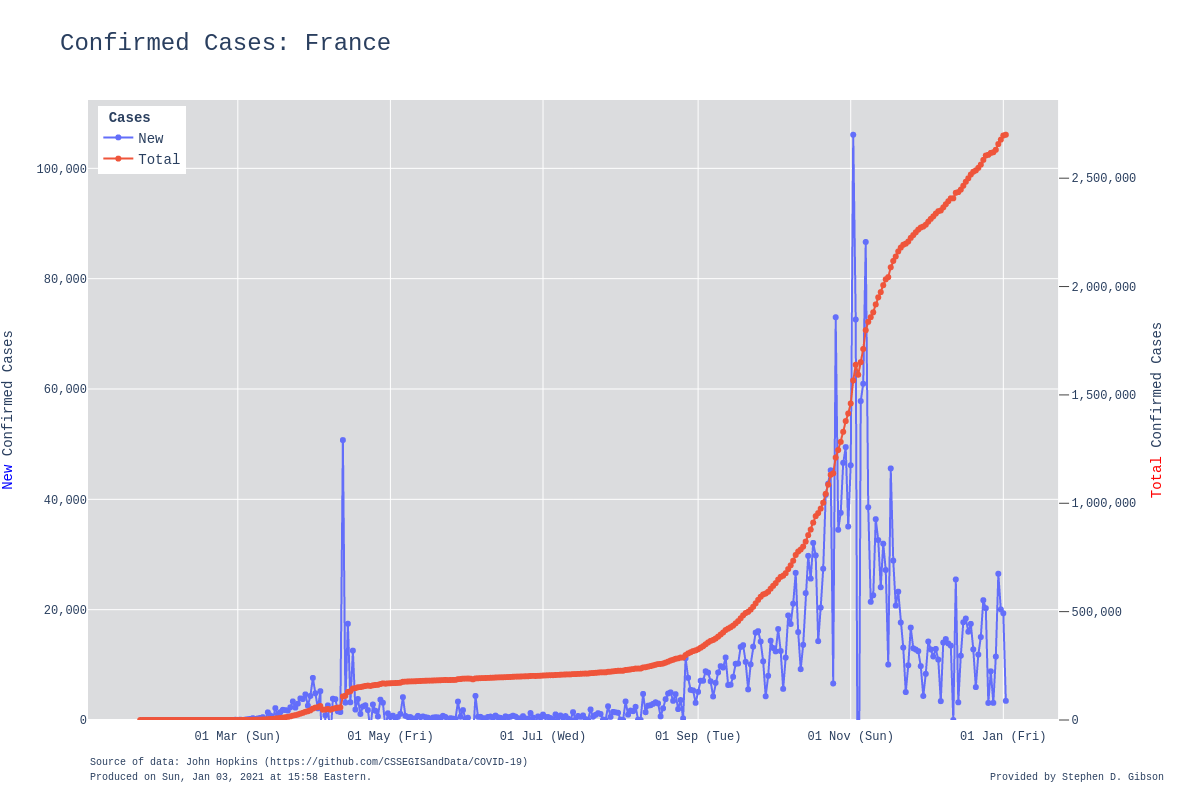 Confirmed Cases: France
Cases
New
Total
100,000
80,000
60,000
40,000
20,000
0
New Confirmed Cases
2,500,000
2,000,000
1,500,000
1,000,000
500,000
0
Total Confirmed Cases
01 Mar (Sun)
01 May (Fri)
01 Jul (Wed)
01 Sep (Tue)
01 Nov (Sun)
01 Jan (Fri)
Source of data: John Hopkins (https://github.com/CSSEGISandData/COVID-19)
Produced on Sun, Jan 03, 2021 at 15:58 Eastern.
Provided by Stephen D. Gibson